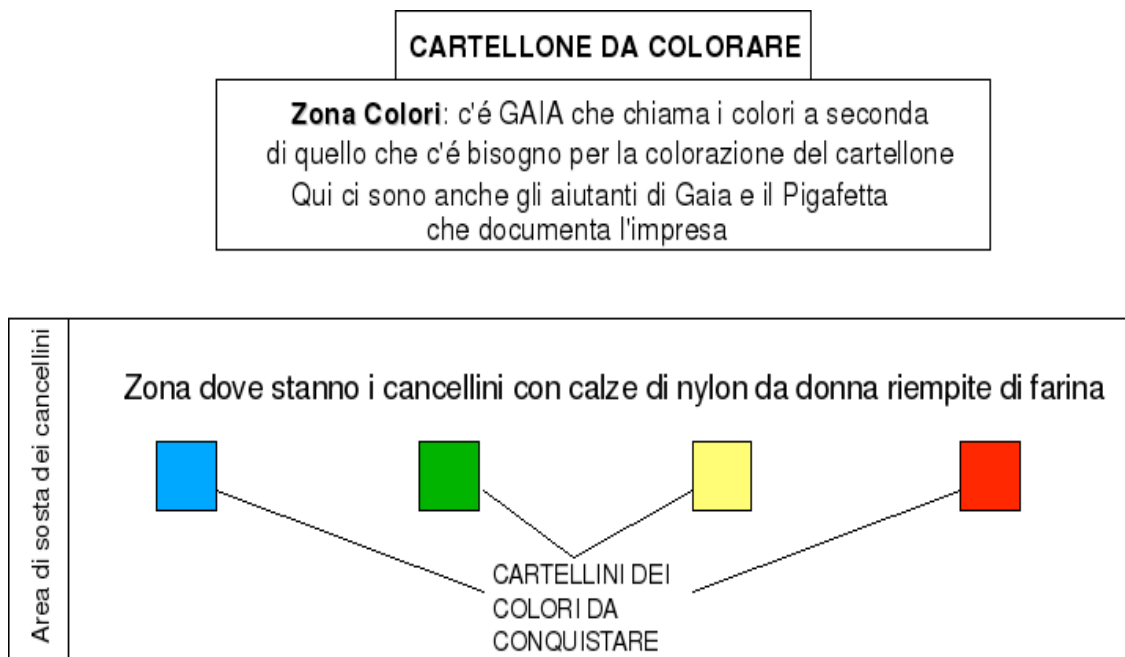 CARTELLONE DA COLORARE
Zona Colori: c'é GAIA che chiama i colori a seconda
di quello che c'é bisogno per la colorazione del cartellone
Qui ci sono anche gli aiutanti di Gaia e il Pigafetta
che documenta l'impresa
Area di sosta dei cancellini
Zona dove stanno i cancellini con calze di nylon da donna riempite di farina
CARTELLINI DEI
COLORI DA
CONQUISTARE